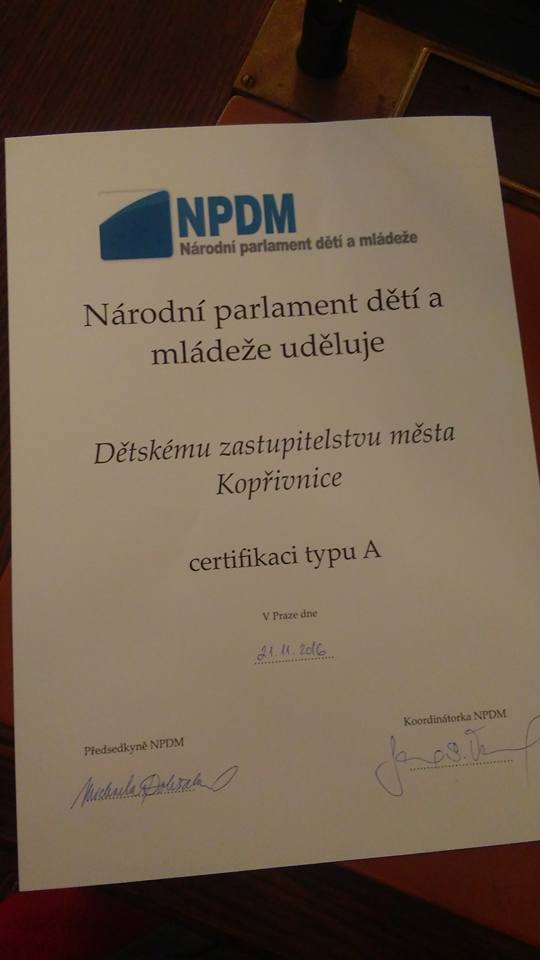 NPDM
Národní parlament dětí a mládeže
Národní parlament dětí a
mládeže uděluje
Dětskému zastupitelstvu města
Kopřivnice
certifikaci typu A
V Praze dne
21. 11. 2016
Předsedkyně NPDM
Koordinátorka NPDM
Michaela